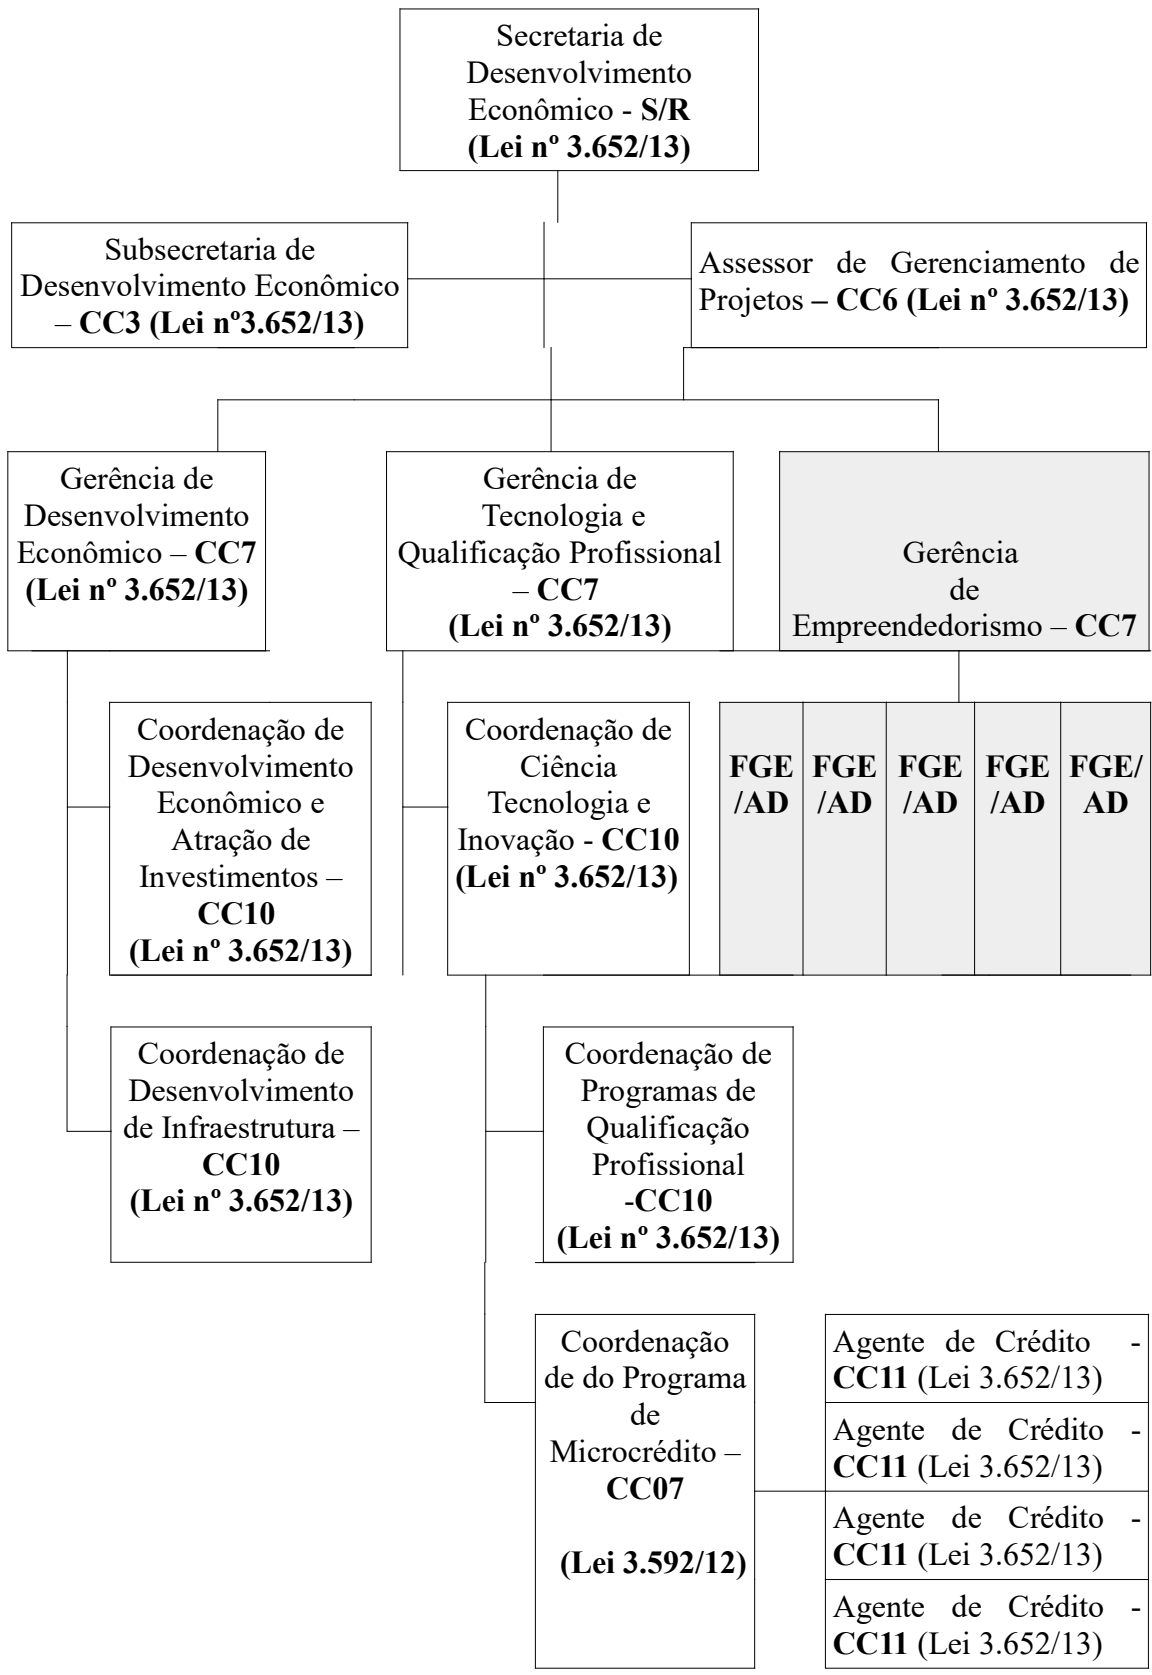 Secretaria de
Desenvolvimento
Econômico - S/R
(Lei nº 3.652/13)
Subsecretaria de
Desenvolvimento Econômico
– CC3 (Lei nº3.652/13)
Assessor de Gerenciamento de
Projetos – CC6 (Lei nº 3.652/13)
Gerência de
Desenvolvimento
Econômico – CC7
(Lei nº 3.652/13)
Gerência de
Tecnologia e
Qualificação Profissional
– CC7
(Lei nº 3.652/13)
Gerência
de
Empreendedorismo – CC7
Coordenação de
Desenvolvimento
Econômico e
Atração de
Investimentos –
CC10
(Lei nº 3.652/13)
Coordenação de
Ciência
Tecnologia e
Inovação - CC10
(Lei nº 3.652/13)
FGE
/AD
FGE
/AD
FGE
/AD
FGE
/AD
FGE/
AD
Coordenação de
Desenvolvimento
de Infraestrutura –
CC10
(Lei nº 3.652/13)
Coordenação de
Programas de
Qualificação
Profissional
-CC10
(Lei nº 3.652/13)
Coordenação
de do Programa
de
Microcrédito –
CC07
(Lei 3.592/12)
Agente de Crédito -
CC11 (Lei 3.652/13)
Agente de Crédito -
CC11 (Lei 3.652/13)
Agente de Crédito -
CC11 (Lei 3.652/13)
Agente de Crédito -
CC11 (Lei 3.652/13)